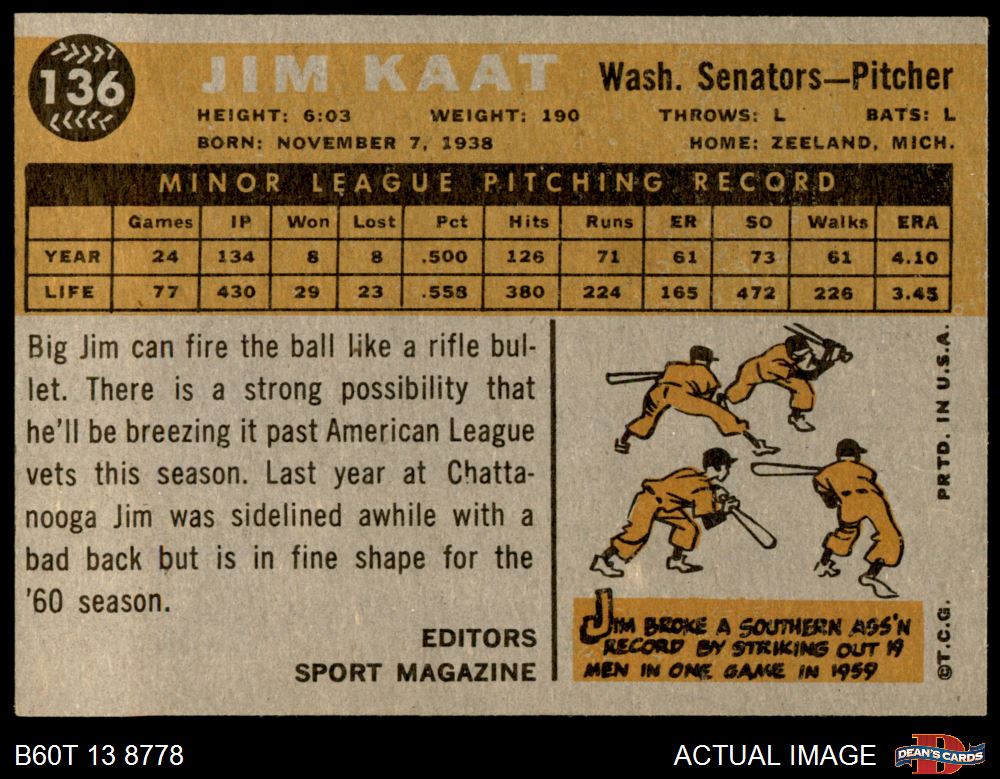 136
JIM KAAT
Wash. Senators—Pitcher
HEIGHT: 6:03 WEIGHT: 190 THROWS: L BATS: L
BORN: NOVEMBER 7, 1938 HOME: ZEELAND, MICH.
MINOR LEAGUE PITCHING RECORD
Games IP Won Lost Pct Hits Runs ER SO Walks ERA
YEAR 24 134 8 8 .500 126 71 61 73 61 4.10
LIFE 77 430 29 23 .558 380 224 165 472 226 3.45
Big Jim can fire the ball like a rifle bul-
let. There is a strong possibility that
he'll be breezing it past American League
vets this season. Last year at Chatta-
nooga Jim was sidelined awhile with a
bad back but is in fine shape for the
'60 season.
EDITORS
SPORT MAGAZINE
JIM BROKE A SOUTHERN ASS'N
RECORD BY STRIKING OUT 19
MEN IN ONE GAME IN 1959
©T.C.G. PRTD. IN U.S.A.
B60T 13 8778
ACTUAL IMAGE
D
DEAN'S CARDS